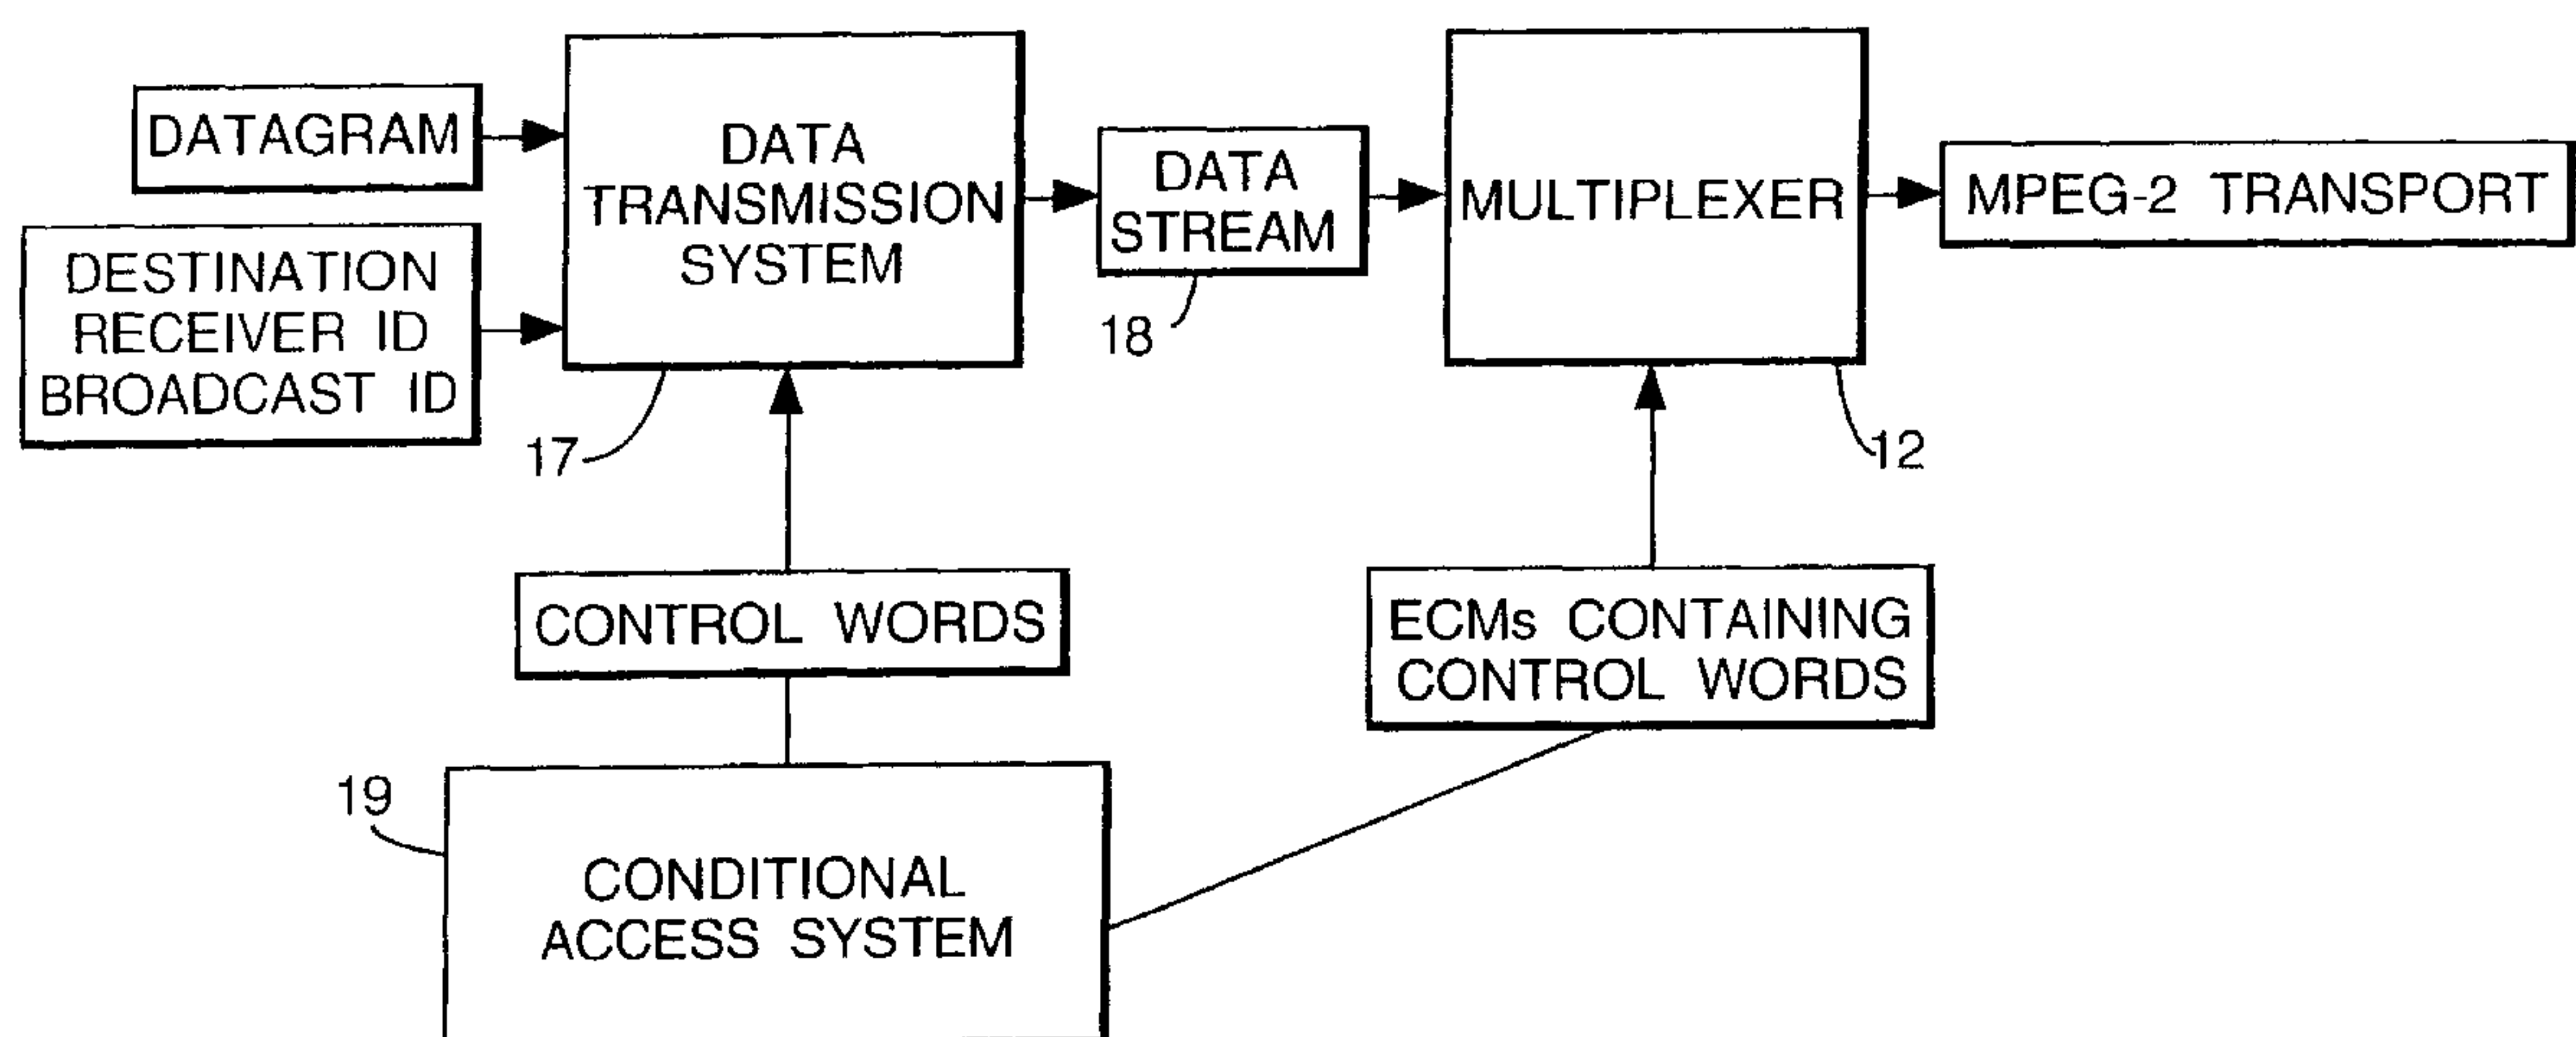 DATAGRAM
DESTINATION
RECEIVER ID
BROADCAST ID
DATA
TRANSMISSION
SYSTEM
17
DATA
STREAM
18
MULTIPLEXER
12
MPEG-2 TRANSPORT
CONTROL WORDS
ECMs CONTAINING
CONTROL WORDS
19
CONDITIONAL
ACCESS SYSTEM